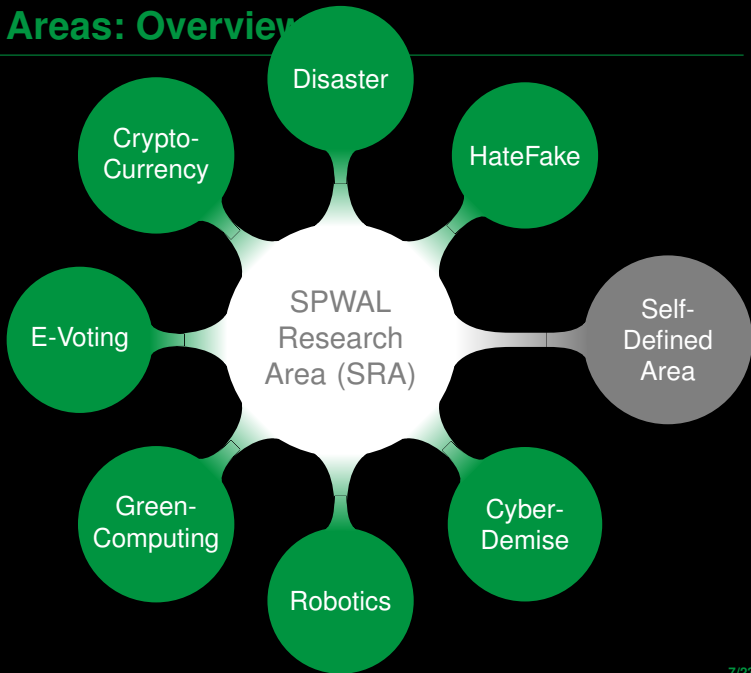 Areas: Overview
Disaster
Crypto-
Currency
HateFake
E-Voting
SPWAL
Research
Area (SRA)
Self-
Defined
Area
Green-
Computing
Cyber-
Demise
Robotics